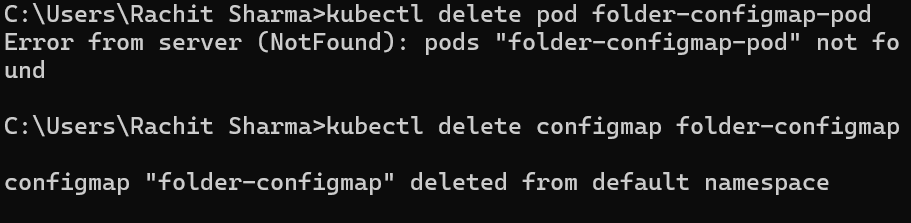 C:\Users\Rachit Sharma>kubectl delete pod folder-configmap-pod
Error from server (NotFound): pods "folder-configmap-pod" not fo
und
C:\Users\Rachit Sharma>kubectl delete configmap folder-configmap
configmap "folder-configmap" deleted from default namespace